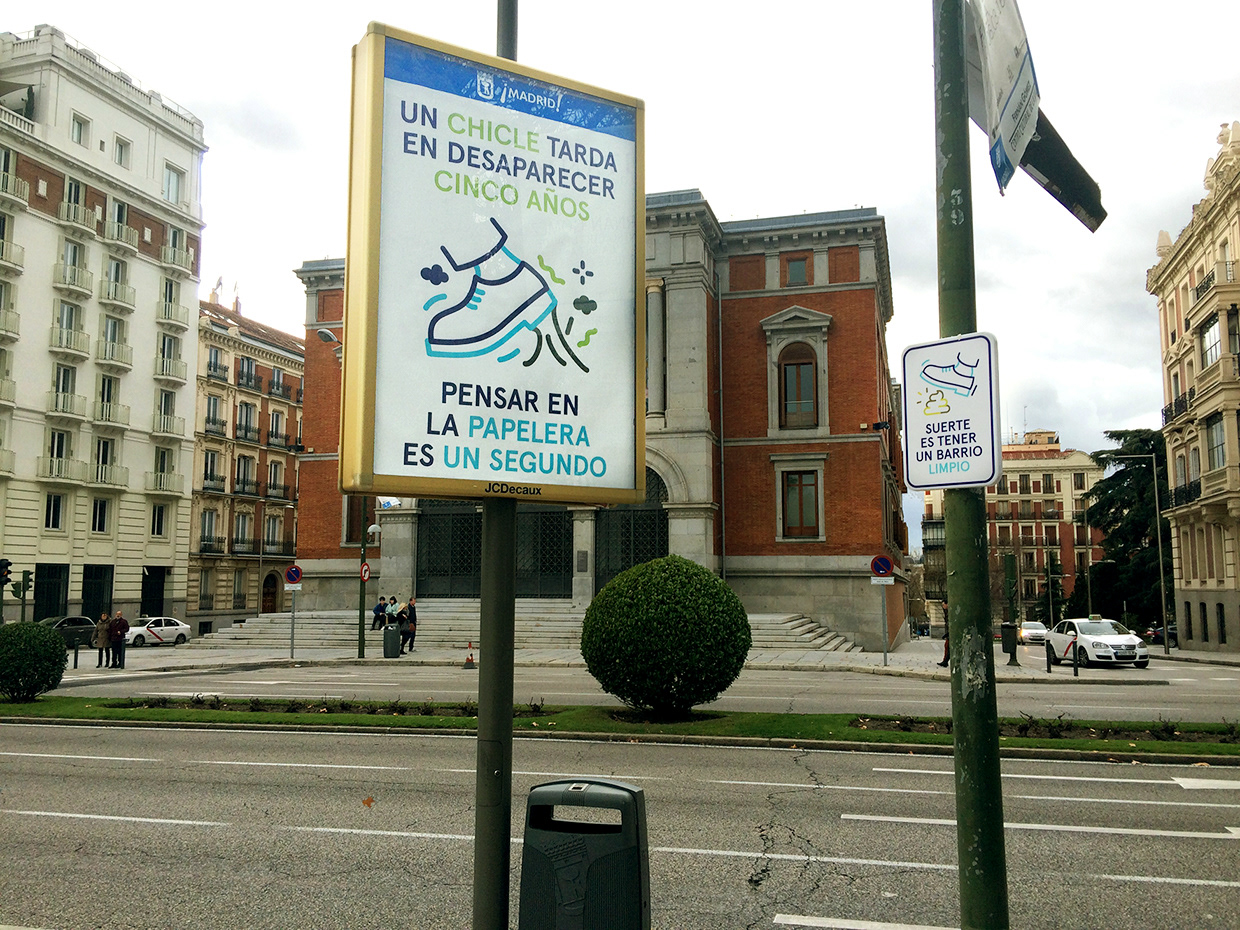 ¡MADRID!
UN CHICLE TARDA
EN DESAPARECER
CINCO AÑOS
PENSAR EN
LA PAPELERA
ES UN SEGUNDO
JCDecaux
SUERTE
ES TENER
UN BARRIO
LIMPIO
39